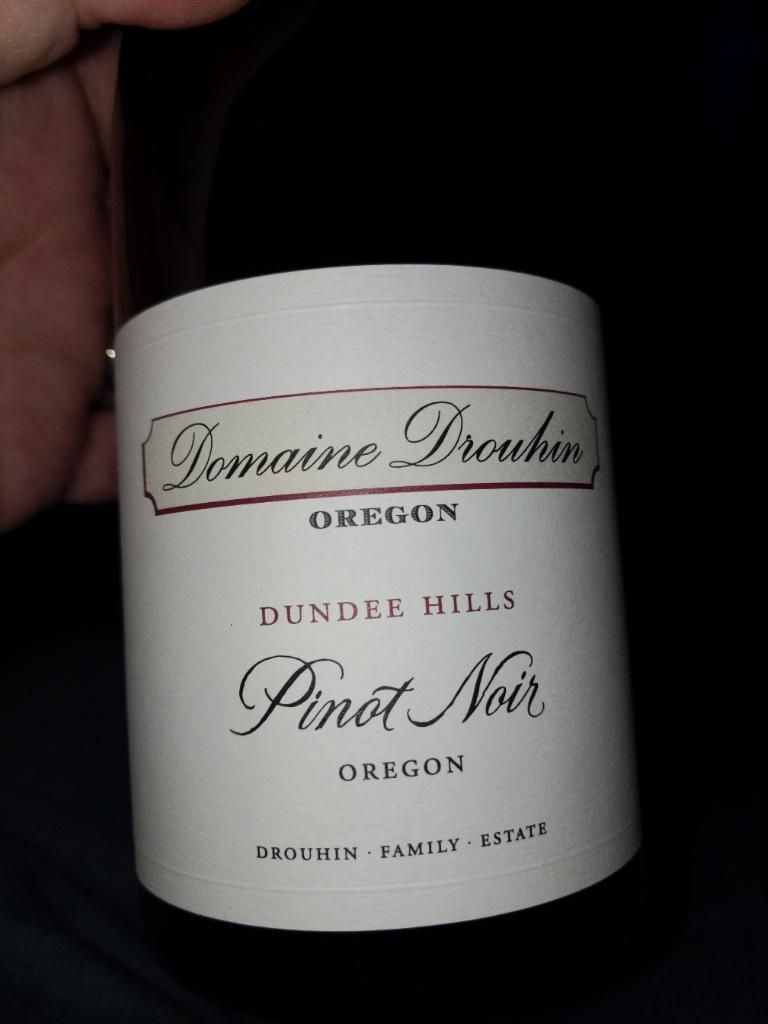 Domaine Drouhin
OREGON
DUNDEE HILLS
Pinot Noir
OREGON
DROUHIN · FAMILY · ESTATE